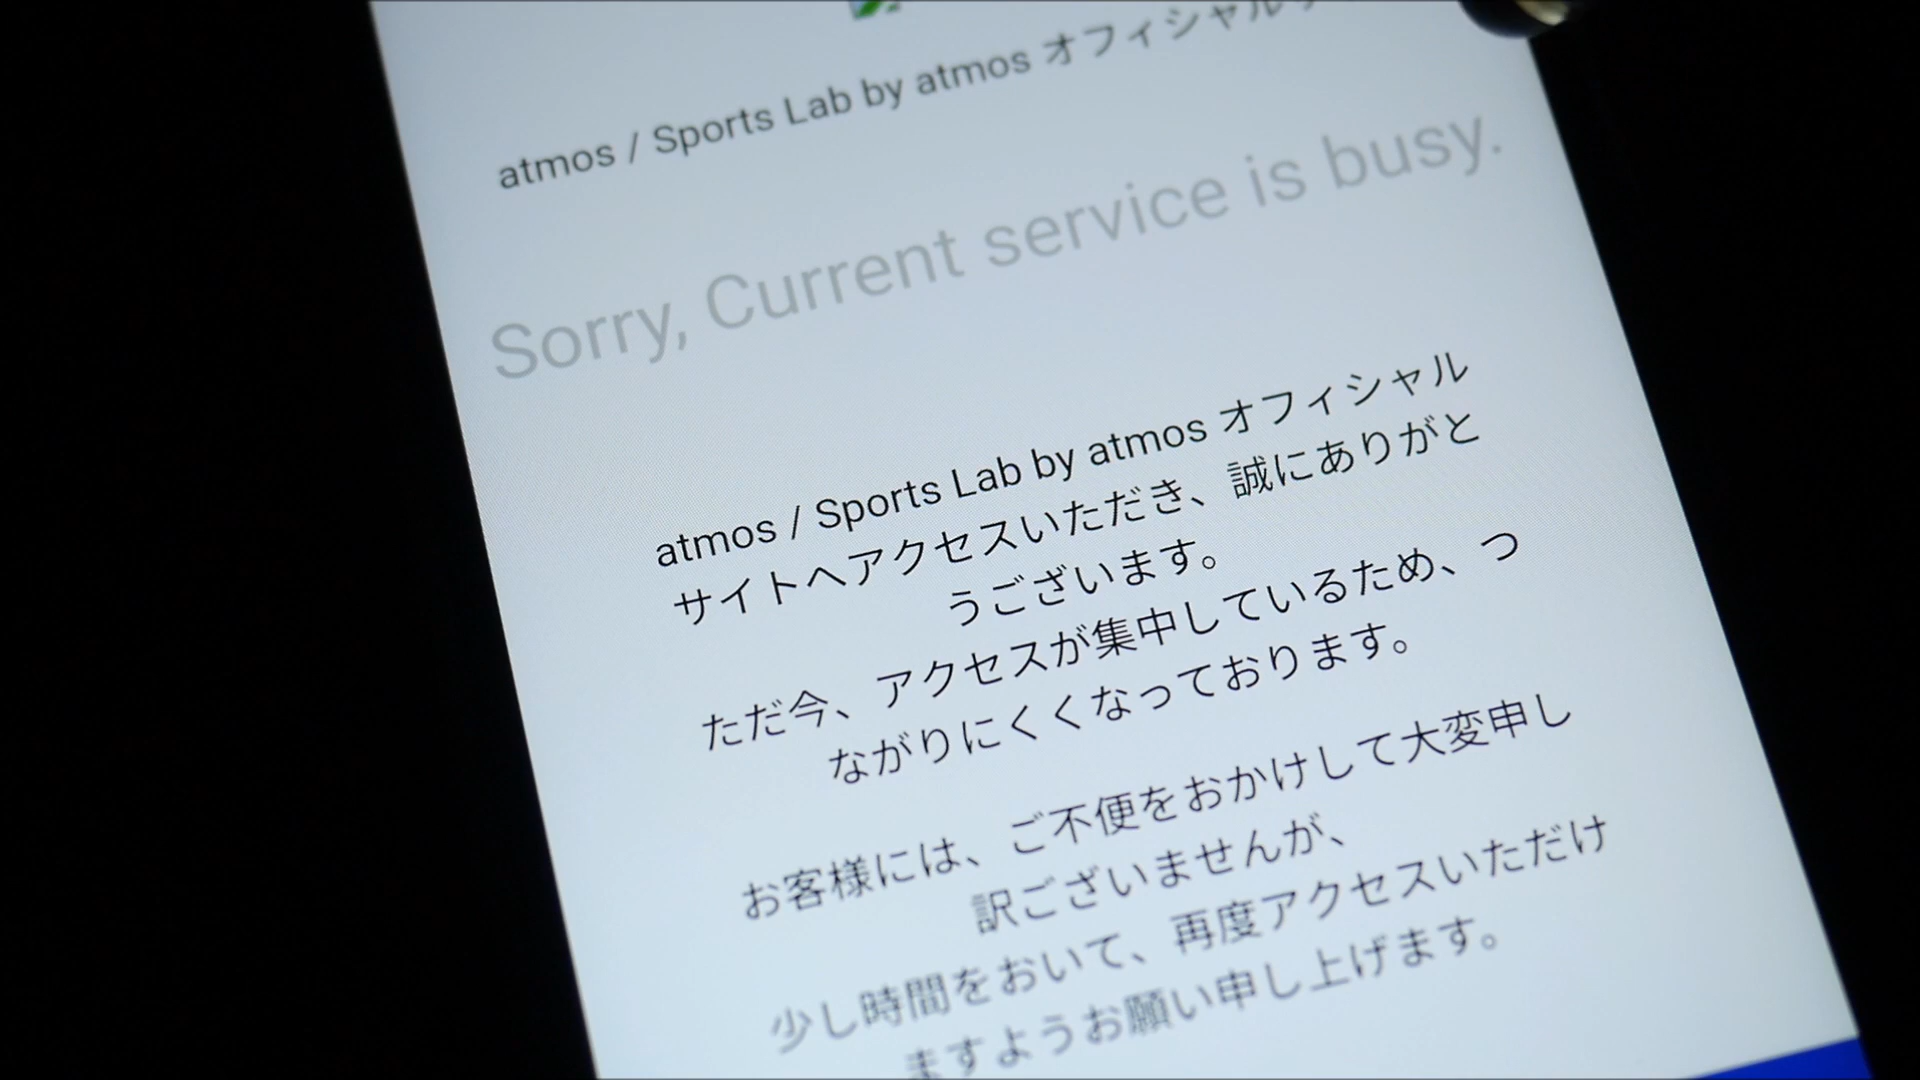 atmos / Sports Lab by atmos オフィシャル
Sorry, Current service is busy.
atmos / Sports Lab by atmos オフィシャル
サイトへアクセスいただき、誠にありがと
うございます。
ただ今、アクセスが集中しているため、つ
ながりにくくなっております。
お客様には、ご不便をおかけして大変申し
訳ございませんが、
少し時間をおいて、再度アクセスいただけ
ますようお願い申し上げます。